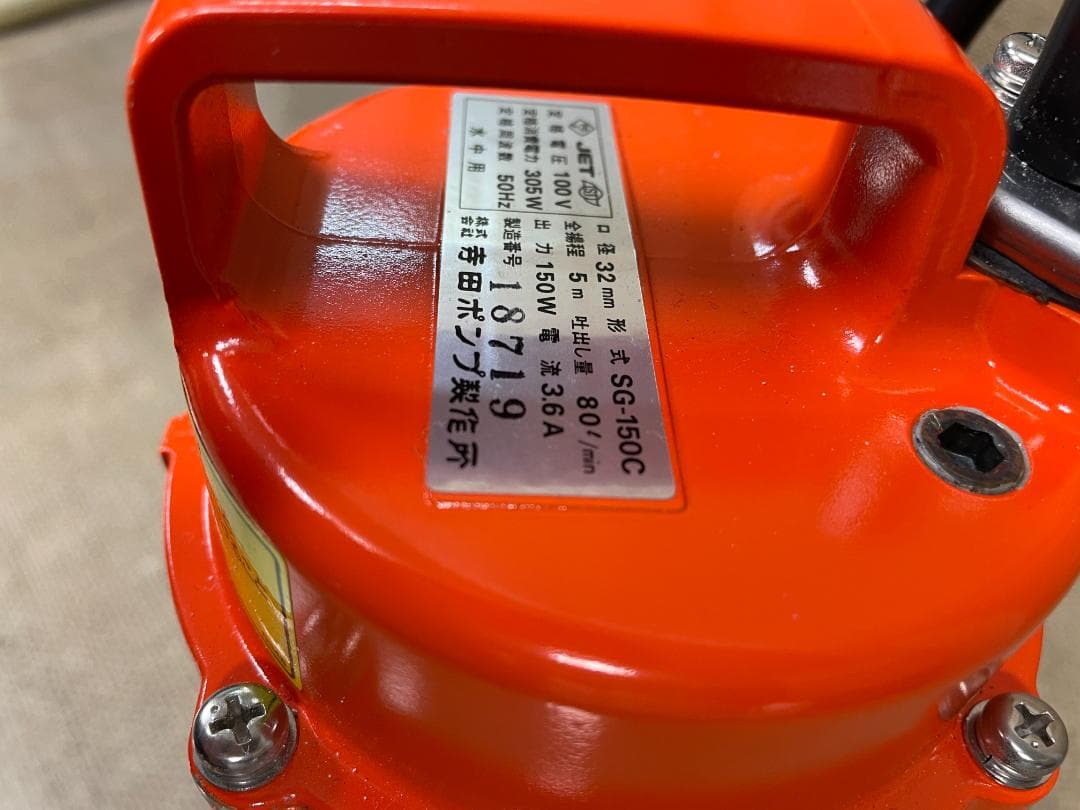 JET
定格電圧 100V
定格消費電力 305W
定格周波数 50Hz
水中用
口径 32mm 形式 SG-150C
全揚程 5m 吐出し量 80ℓ/min
出力 150W 電流 3.6A
製造番号 18719
株式会社 寺田ポンプ製作所